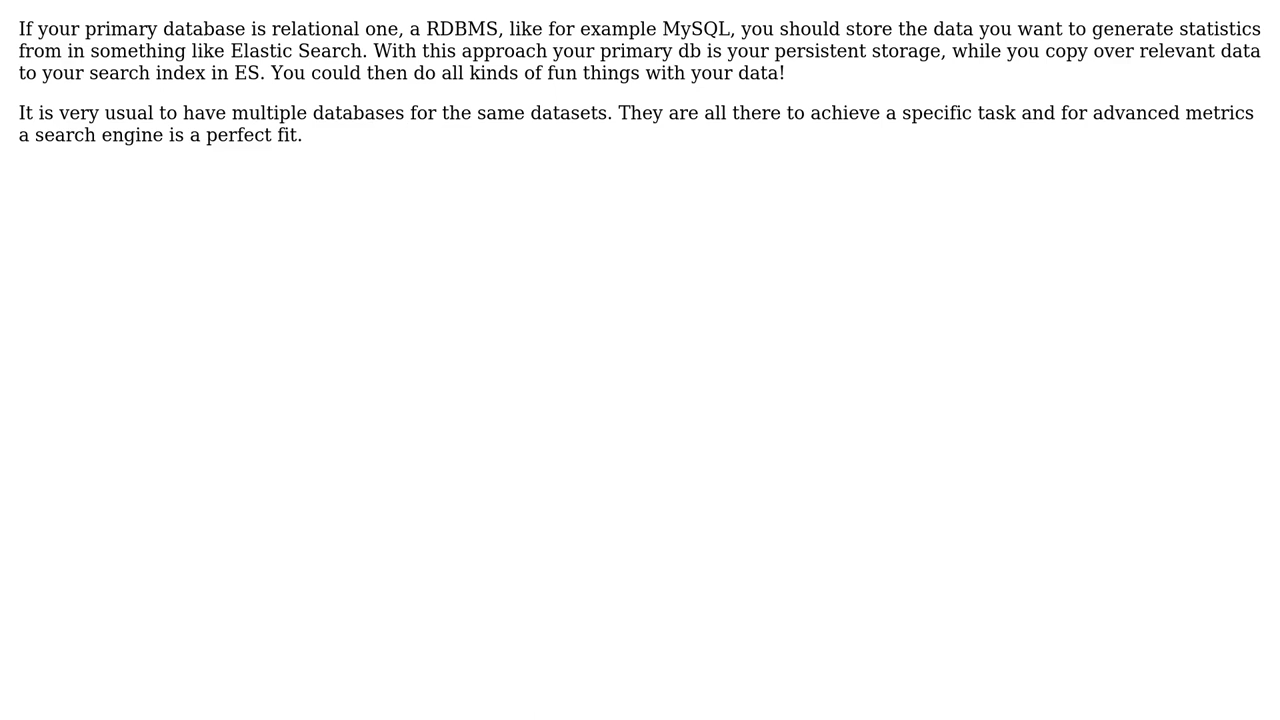 If your primary database is relational one, a RDBMS, like for example MySQL, you should store the data you want to generate statistics
from in something like Elastic Search. With this approach your primary db is your persistent storage, while you copy over relevant data
to your search index in ES. You could then do all kinds of fun things with your data!
It is very usual to have multiple databases for the same datasets. They are all there to achieve a specific task and for advanced metrics
a search engine is a perfect fit.